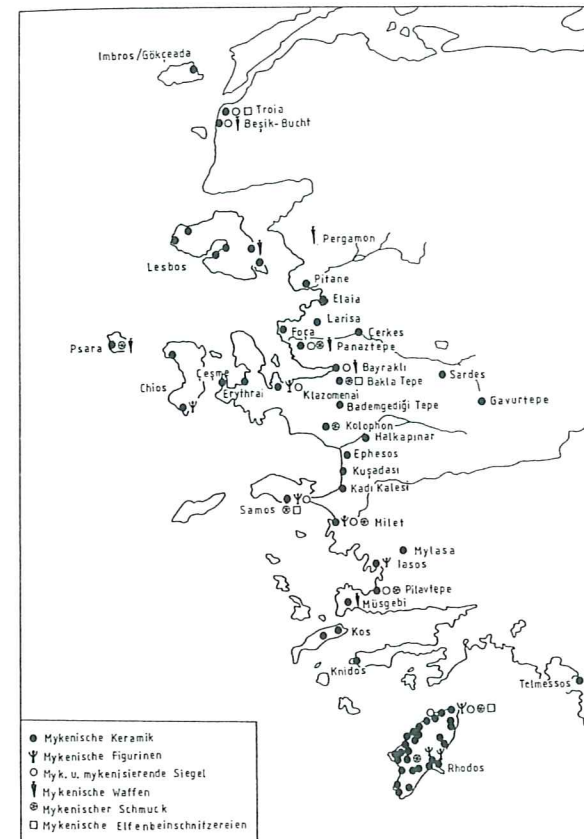 Imbros/Gökçeada
Troia
Beşik-Bucht
Pergamon
Lesbos
Pitane
Elaia
Larisa
Foça
Çerkes
Psara
Panaztepe
Bayraklı
Çeşme
Bakla Tepe
Sardes
Chios
Erythrai
Klazomenai
Gavurtepe
Bademgediği Tepe
Kolophon
Halkapınar
Ephesos
Kuşadası
Kadı Kalesi
Samos
Milet
Mylasa
Iasos
Pilavtepe
Müsgebi
Kos
Knidos
Telmessos
Rhodos
Mykenische Keramik
Mykenische Figurinen
Myk. u. mykenisierende Siegel
Mykenische Waffen
Mykenischer Schmuck
Mykenische Elfenbeinschnitzereien